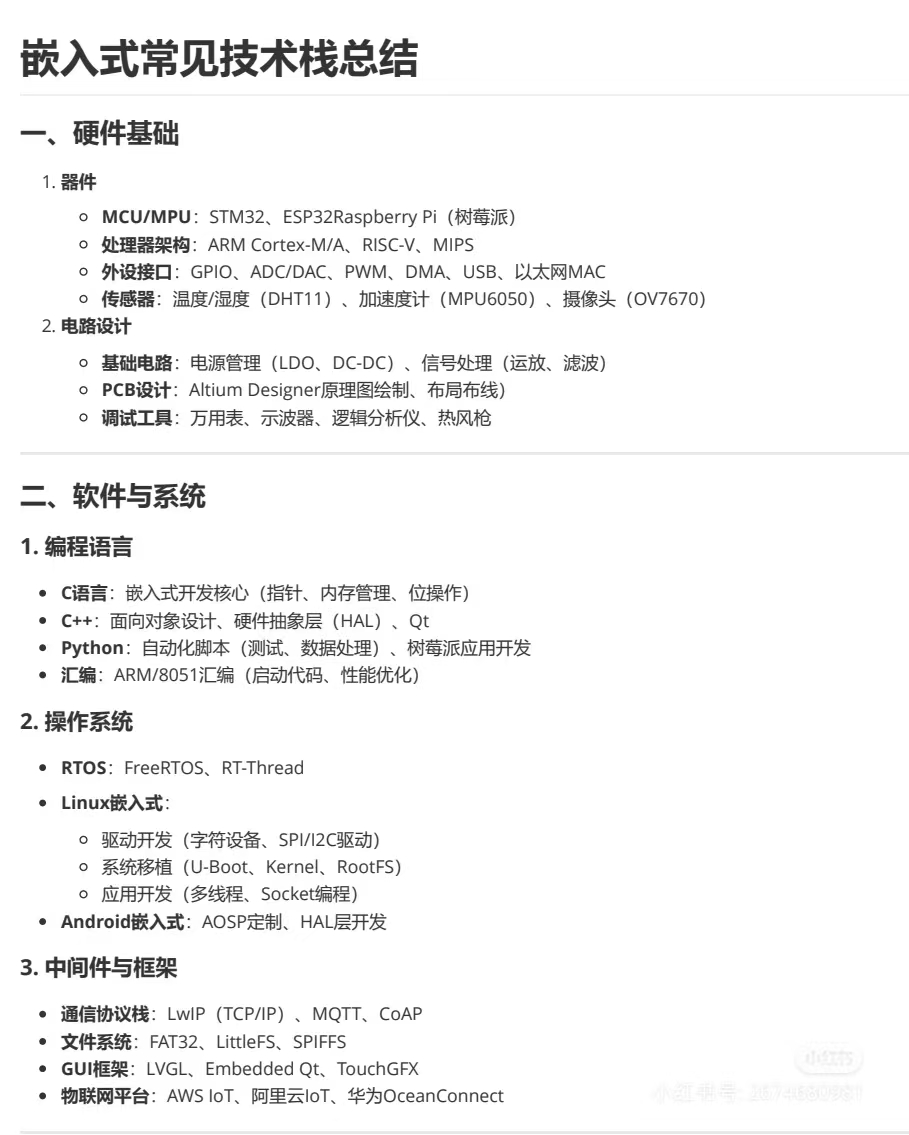 嵌入式常见技术栈总结
一、硬件基础
1. 器件
MCU/MPU：STM32、ESP32Raspberry Pi（树莓派）
处理器架构：ARM Cortex-M/A、RISC-V、MIPS
外设接口：GPIO、ADC/DAC、PWM、DMA、USB、以太网MAC
传感器：温度/湿度（DHT11）、加速度计（MPU6050）、摄像头（OV7670）
2. 电路设计
基础电路：电源管理（LDO、DC-DC）、信号处理（运放、滤波）
PCB设计：Altium Designer原理图绘制、布局布线）
调试工具：万用表、示波器、逻辑分析仪、热风枪
二、软件与系统
1. 编程语言
C语言：嵌入式开发核心（指针、内存管理、位操作）
C++：面向对象设计、硬件抽象层（HAL）、Qt
Python：自动化脚本（测试、数据处理）、树莓派应用开发
汇编：ARM/8051汇编（启动代码、性能优化）
2. 操作系统
RTOS：FreeRTOS、RT-Thread
Linux嵌入式：
驱动开发（字符设备、SPI/I2C驱动）
系统移植（U-Boot、Kernel、RootFS）
应用开发（多线程、Socket编程）
Android嵌入式：AOSP定制、HAL层开发
3. 中间件与框架
通信协议栈：LwIP（TCP/IP）、MQTT、CoAP
文件系统：FAT32、LittleFS、SPIFFS
GUI框架：LVGL、Embedded Qt、TouchGFX
物联网平台：AWS IoT、阿里云IoT、华为OceanConnect
小红书
小红书号: